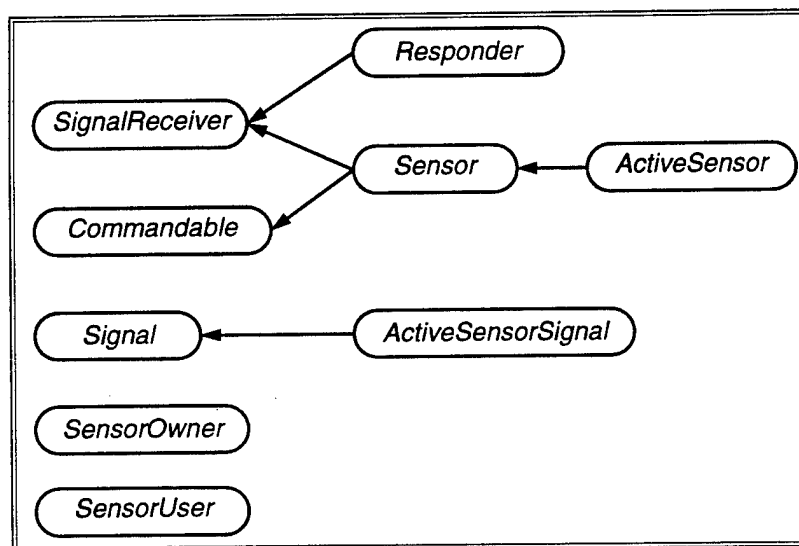 Responder
SignalReceiver
Sensor
ActiveSensor
Commandable
Signal
ActiveSensorSignal
SensorOwner
SensorUser